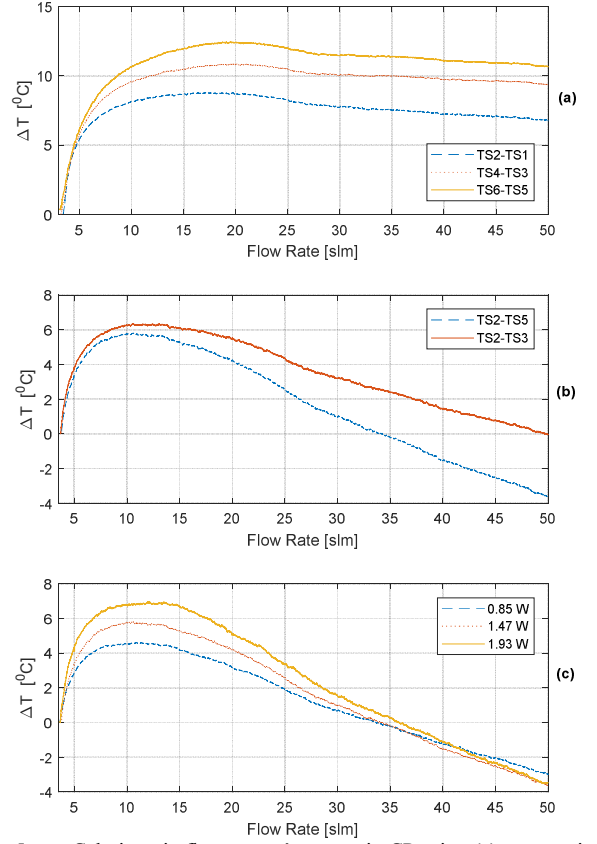 15
10
5
0
Δ T [⁰C]
TS2-TS1
TS4-TS3
TS6-TS5
(a)
5 10 15 20 25 30 35 40 45 50
Flow Rate [slm]
8
6
4
2
0
-2
-4
Δ T [⁰C]
TS2-TS5
TS2-TS3
(b)
5 10 15 20 25 30 35 40 45 50
Flow Rate [slm]
8
6
4
2
0
-2
-4
Δ T [⁰C]
0.85 W
1.47 W
1.93 W
(c)
5 10 15 20 25 30 35 40 45 50
Flow Rate [slm]